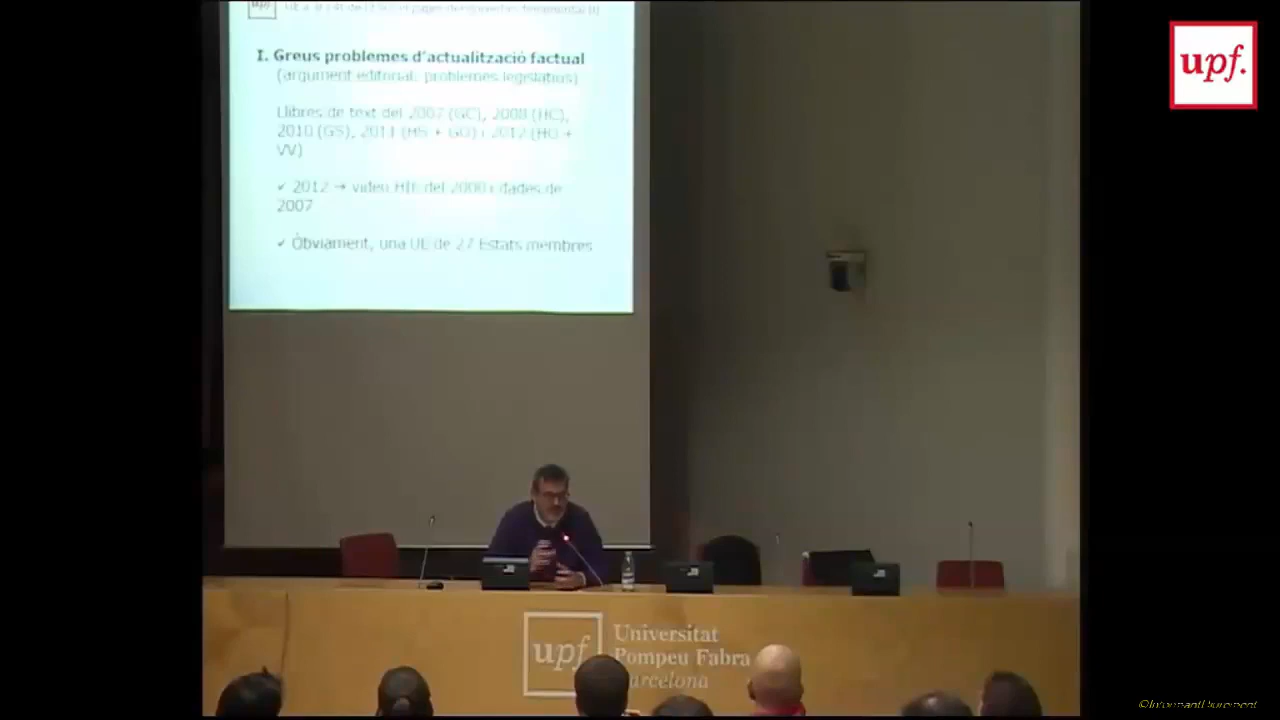 upf.
I. Greus problemes d'actualització factual
(argument editorial: problemes legislatius)
Llibres de text del 2007 (GC), 2008 (HC),
2010 (GS), 2011 (HS + GO) i 2012 (HO +
VV)
✓ 2012 → vídeo HIE del 2008 i dades de
2007
✓ Òbviament, una UE de 27 Estats membres
upf
Universitat
Pompeu Fabra
Barcelona